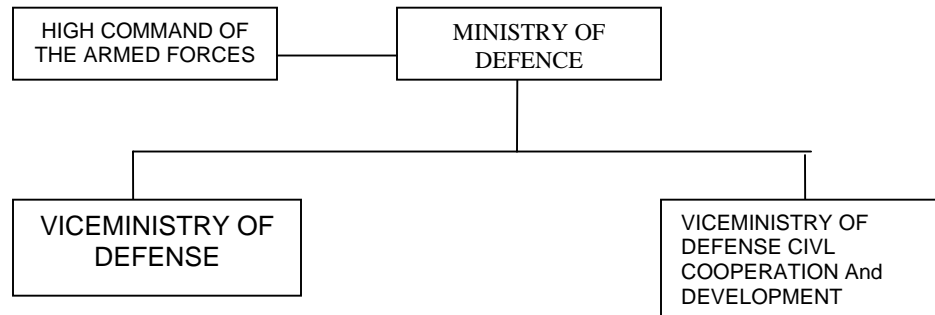 HIGH COMMAND OF
THE ARMED FORCES
MINISTRY OF
DEFENCE
VICEMINISTRY OF
DEFENSE
VICEMINISTRY OF
DEFENSE CIVL
COOPERATION And
DEVELOPMENT